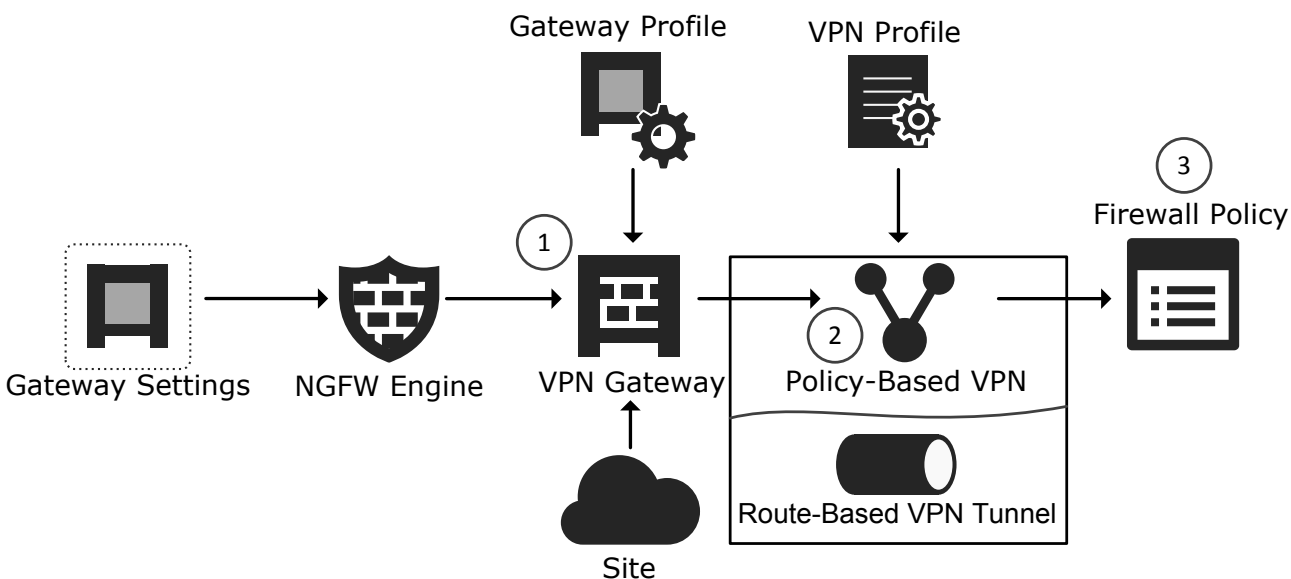 Gateway Profile
VPN Profile
3
Firewall Policy
1
2
Gateway Settings
NGFW Engine
VPN Gateway
Policy-Based VPN
Route-Based VPN Tunnel
Site